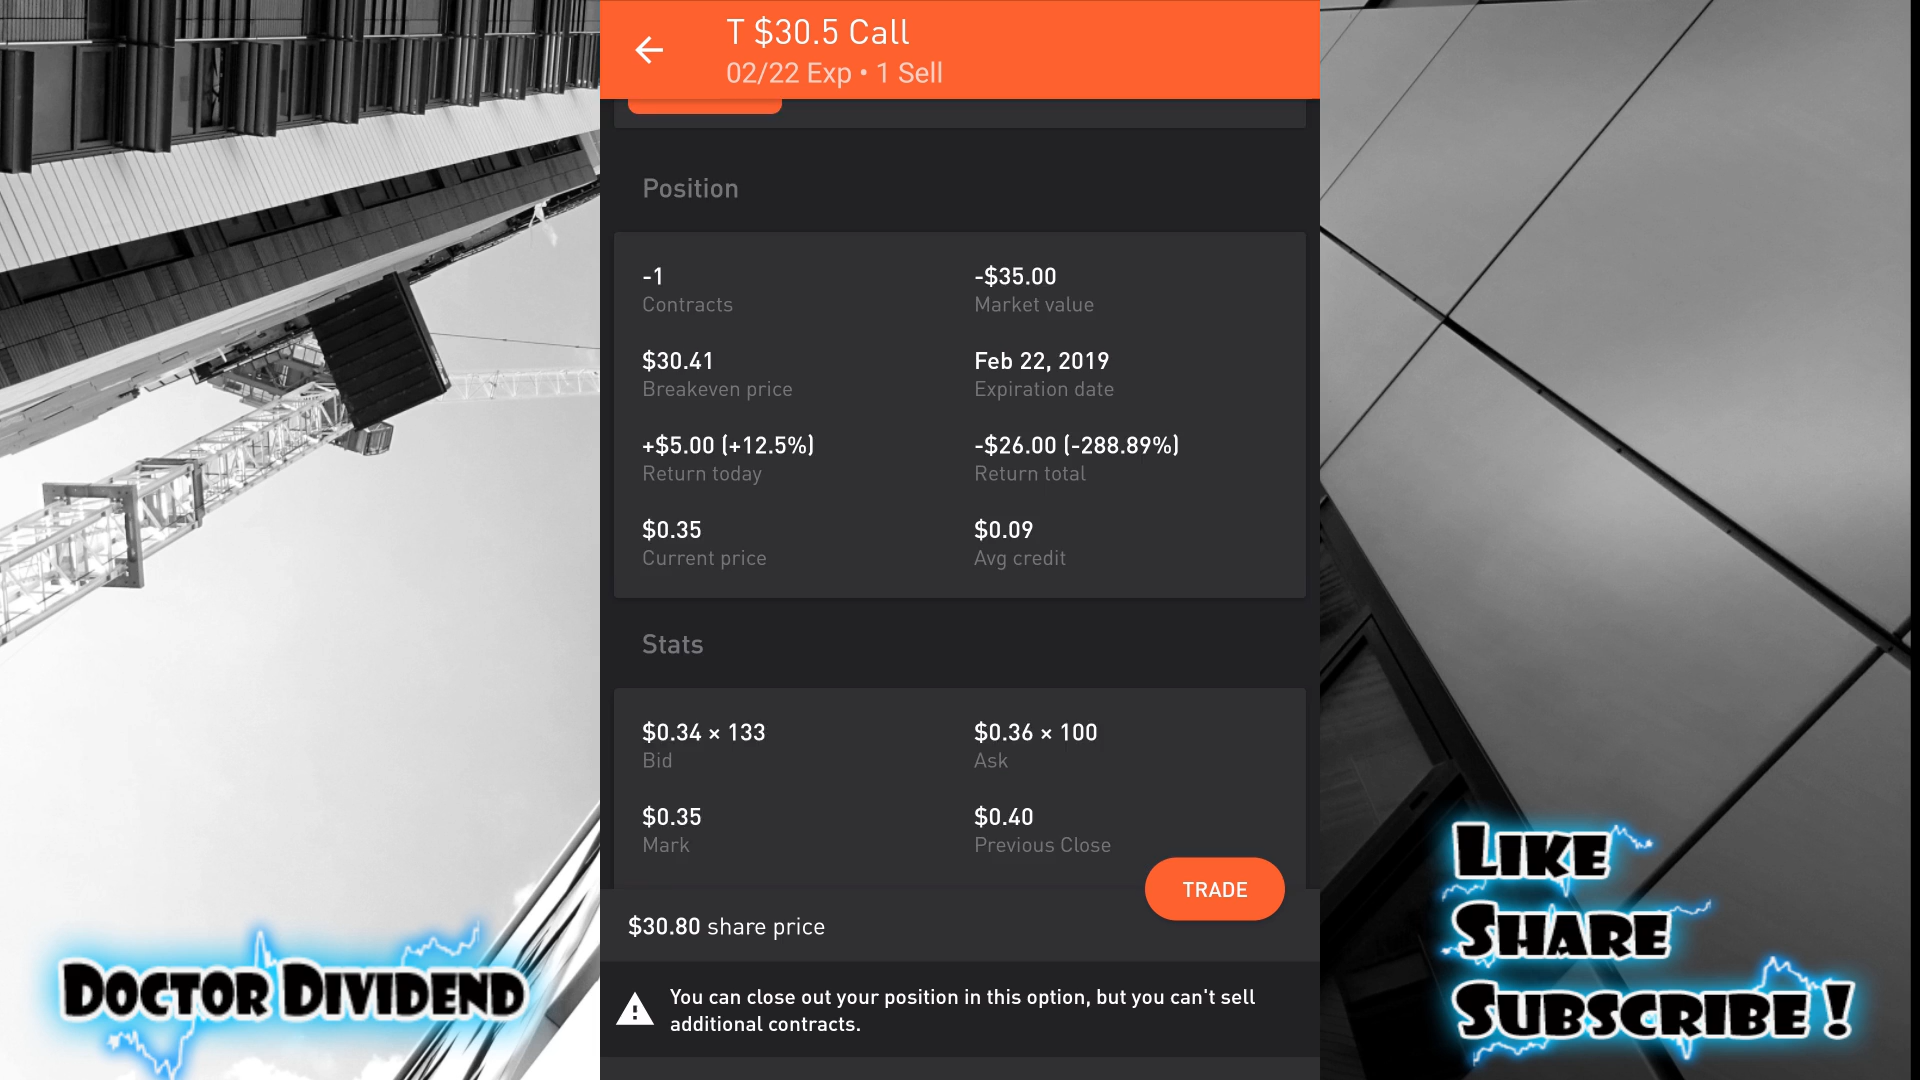 T $30.5 Call
02/22 Exp • 1 Sell
Position
-1
Contracts
-$35.00
Market value
$30.41
Breakeven price
Feb 22, 2019
Expiration date
+$5.00 (+12.5%)
Return today
-$26.00 (-288.89%)
Return total
$0.35
Current price
$0.09
Avg credit
Stats
$0.34 × 133
Bid
$0.36 × 100
Ask
$0.35
Mark
$0.40
Previous Close
TRADE
$30.80 share price
You can close out your position in this option, but you can't sell
additional contracts.
DOCTOR DIVIDEND
LIKE
SHARE
SUBSCRIBE !